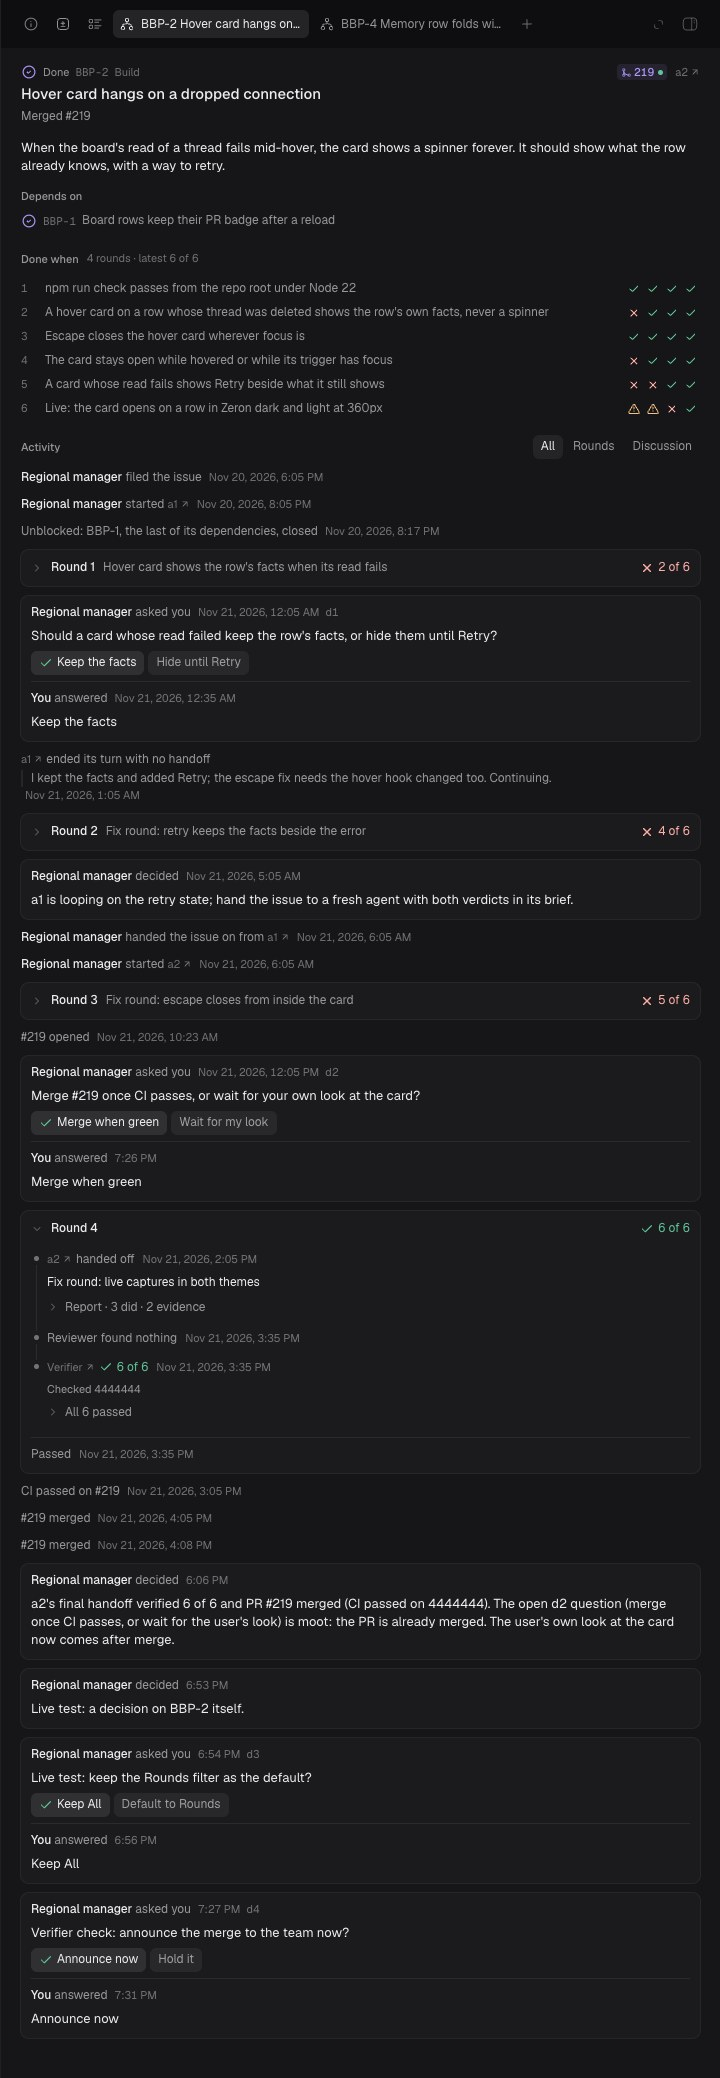 BBP-2 Hover card hangs on...
BBP-4 Memory row folds wi...
Done BBP-2 Build
219
a2
Hover card hangs on a dropped connection
Merged #219
When the board's read of a thread fails mid-hover, the card shows a spinner forever. It should show what the row
already knows, with a way to retry.
Depends on
BBP-1 Board rows keep their PR badge after a reload
Done when 4 rounds · latest 6 of 6
1 npm run check passes from the repo root under Node 22
2 A hover card on a row whose thread was deleted shows the row's own facts, never a spinner
3 Escape closes the hover card wherever focus is
4 The card stays open while hovered or while its trigger has focus
5 A card whose read fails shows Retry beside what it still shows
6 Live: the card opens on a row in Zeron dark and light at 360px
Activity
All Rounds Discussion
Regional manager filed the issue Nov 20, 2026, 6:05 PM
Regional manager started a1 Nov 20, 2026, 8:05 PM
Unblocked: BBP-1, the last of its dependencies, closed Nov 20, 2026, 8:17 PM
Round 1 Hover card shows the row's facts when its read fails 2 of 6
Regional manager asked you Nov 21, 2026, 12:05 AM d1
Should a card whose read failed keep the row's facts, or hide them until Retry?
Keep the facts Hide until Retry
You answered Nov 21, 2026, 12:35 AM
Keep the facts
a1 ended its turn with no handoff
I kept the facts and added Retry; the escape fix needs the hover hook changed too. Continuing.
Nov 21, 2026, 1:05 AM
Round 2 Fix round: retry keeps the facts beside the error 4 of 6
Regional manager decided Nov 21, 2026, 5:05 AM
a1 is looping on the retry state; hand the issue to a fresh agent with both verdicts in its brief.
Regional manager handed the issue on from a1 Nov 21, 2026, 6:05 AM
Regional manager started a2 Nov 21, 2026, 6:05 AM
Round 3 Fix round: escape closes from inside the card 5 of 6
#219 opened Nov 21, 2026, 10:23 AM
Regional manager asked you Nov 21, 2026, 12:05 PM d2
Merge #219 once CI passes, or wait for your own look at the card?
Merge when green Wait for my look
You answered 7:26 PM
Merge when green
Round 4 6 of 6
a2 handed off Nov 21, 2026, 2:05 PM
Fix round: live captures in both themes
Report · 3 did · 2 evidence
Reviewer found nothing Nov 21, 2026, 3:35 PM
Verifier 6 of 6 Nov 21, 2026, 3:35 PM
Checked 4444444
All 6 passed
Passed Nov 21, 2026, 3:35 PM
CI passed on #219 Nov 21, 2026, 3:05 PM
#219 merged Nov 21, 2026, 4:05 PM
#219 merged Nov 21, 2026, 4:08 PM
Regional manager decided 6:06 PM
a2's final handoff verified 6 of 6 and PR #219 merged (CI passed on 4444444). The open d2 question (merge
once CI passes, or wait for the user's look) is moot: the PR is already merged. The user's own look at the card
now comes after merge.
Regional manager decided 6:53 PM
Live test: a decision on BBP-2 itself.
Regional manager asked you 6:54 PM d3
Live test: keep the Rounds filter as the default?
Keep All Default to Rounds
You answered 6:56 PM
Keep All
Regional manager asked you 7:27 PM d4
Verifier check: announce the merge to the team now?
Announce now Hold it
You answered 7:31 PM
Announce now